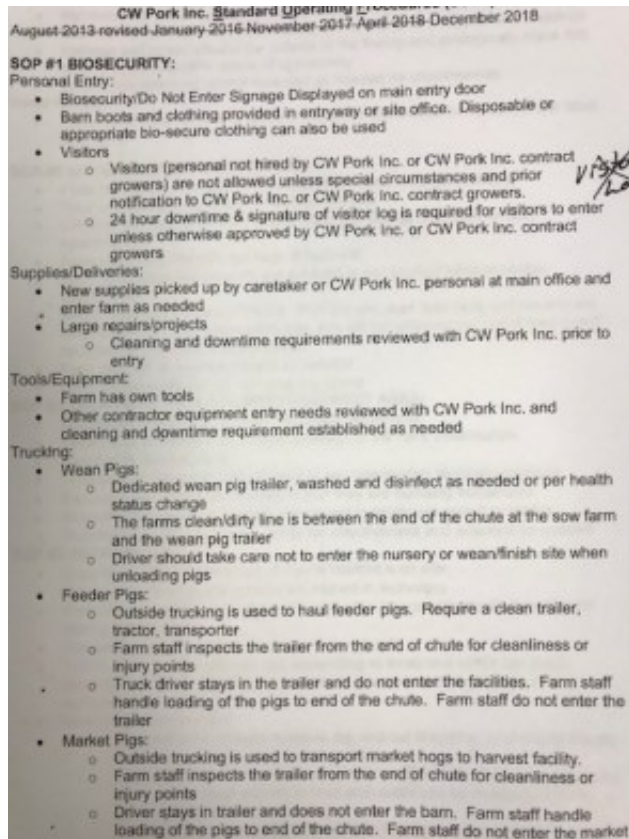 CW Pork Inc. Standard Operating
August 2013 revised January 2016 November 2017 April 2018 December 2018
SOP #1 BIOSECURITY:
Personal Entry:
• Biosecurity/Do Not Enter Signage Displayed on main entry door
• Barn boots and clothing provided in entryway or site office. Disposable or
appropriate bio-secure clothing can also be used
• Visitors
o Visitors (personal not hired by CW Pork Inc. or CW Pork Inc. contract
growers) are not allowed unless special circumstances and prior
notification to CW Pork Inc. or CW Pork Inc. contract growers.
o 24 hour downtime & signature of visitor log is required for visitors to enter
unless otherwise approved by CW Pork Inc. or CW Pork Inc. contract
growers
Supplies/Deliveries:
• New supplies picked up by caretaker or CW Pork Inc. personal at main office and
enter farm as needed
• Large repairs/projects
o Cleaning and downtime requirements reviewed with CW Pork Inc. prior to
entry
Tools/Equipment:
• Farm has own tools
• Other contractor equipment entry needs reviewed with CW Pork Inc. and
cleaning and downtime requirement established as needed
Trucking:
• Wean Pigs:
o Dedicated wean pig trailer, washed and disinfect as needed or per health
status change
o The farms clean/dirty line is between the end of the chute at the sow farm
and the wean pig trailer
o Driver should take care not to enter the nursery or wean/finish site when
unloading pigs
• Feeder Pigs:
o Outside trucking is used to haul feeder pigs. Require a clean trailer,
tractor, transporter
o Farm staff inspects the trailer from the end of chute for cleanliness or
injury points
o Truck driver stays in the trailer and do not enter the facilities. Farm staff
handle loading of the pigs to end of the chute. Farm staff do not enter the
trailer
• Market Pigs:
o Outside trucking is used to transport market hogs to harvest facility.
o Farm staff inspects the trailer from the end of chute for cleanliness or
injury points
o Driver stays in trailer and does not enter the barn. Farm staff handle
loading of the pigs to end of the chute. Farm staff do not enter the market